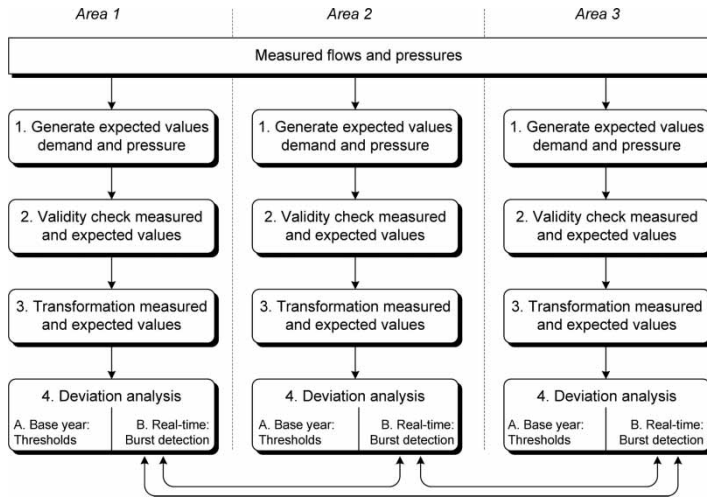 Area 1
Area 2
Area 3
Measured flows and pressures
1. Generate expected values
demand and pressure
1. Generate expected values
demand and pressure
1. Generate expected values
demand and pressure
2. Validity check measured
and expected values
2. Validity check measured
and expected values
2. Validity check measured
and expected values
3. Transformation measured
and expected values
3. Transformation measured
and expected values
3. Transformation measured
and expected values
4. Deviation analysis
A. Base year:
Thresholds
B. Real-time:
Burst detection
4. Deviation analysis
A. Base year:
Thresholds
B. Real-time:
Burst detection
4. Deviation analysis
A. Base year:
Thresholds
B. Real-time:
Burst detection